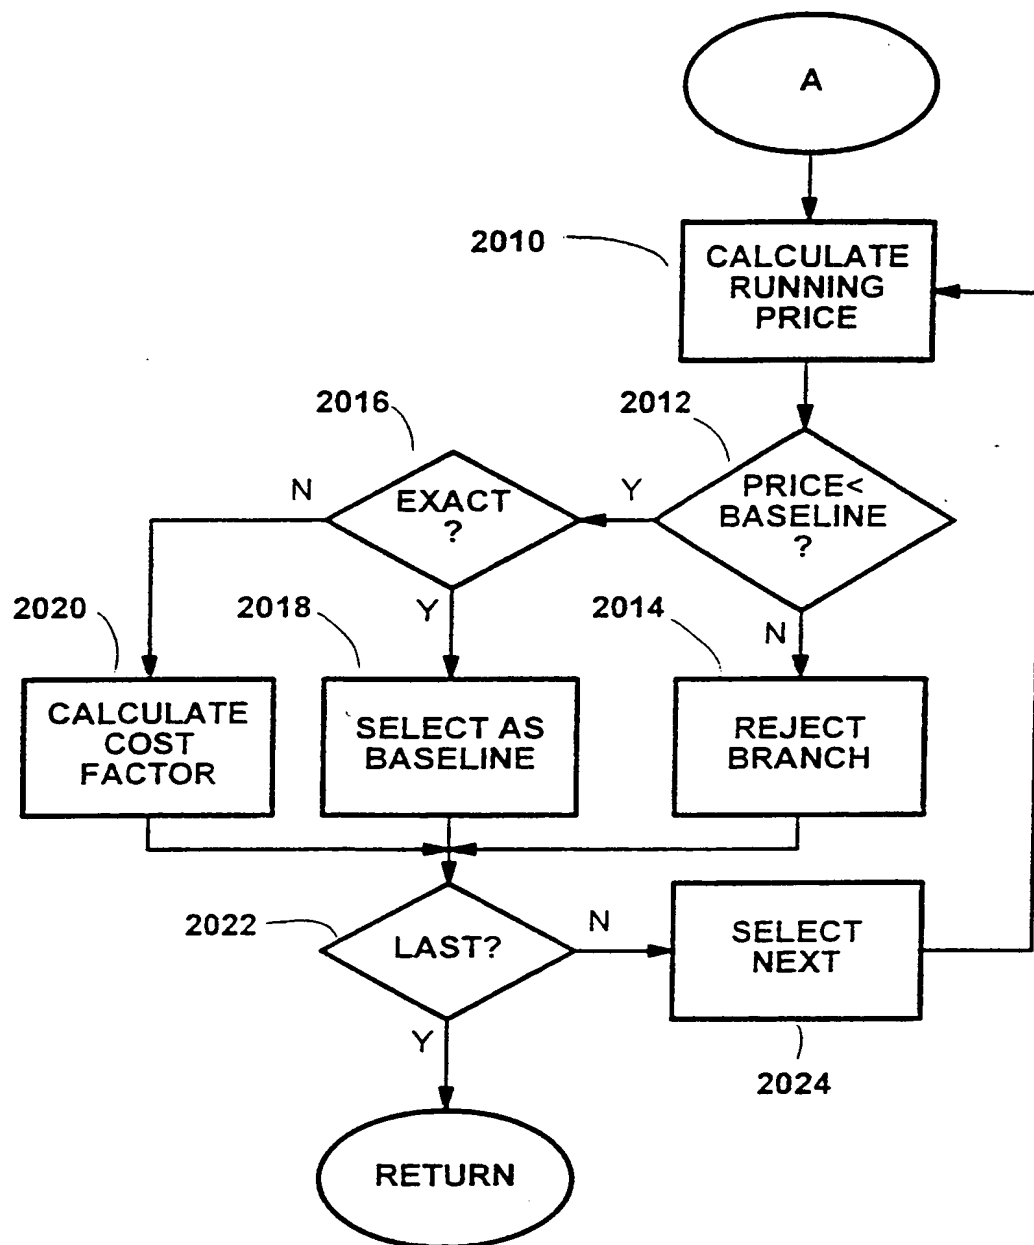 A
2010
CALCULATE
RUNNING
PRICE
2016
2012
N
EXACT
?
Y
PRICE<
BASELINE
?
2020
2018
Y
2014
N
CALCULATE
COST
FACTOR
SELECT AS
BASELINE
REJECT
BRANCH
2022
LAST?
N
SELECT
NEXT
Y
2024
RETURN